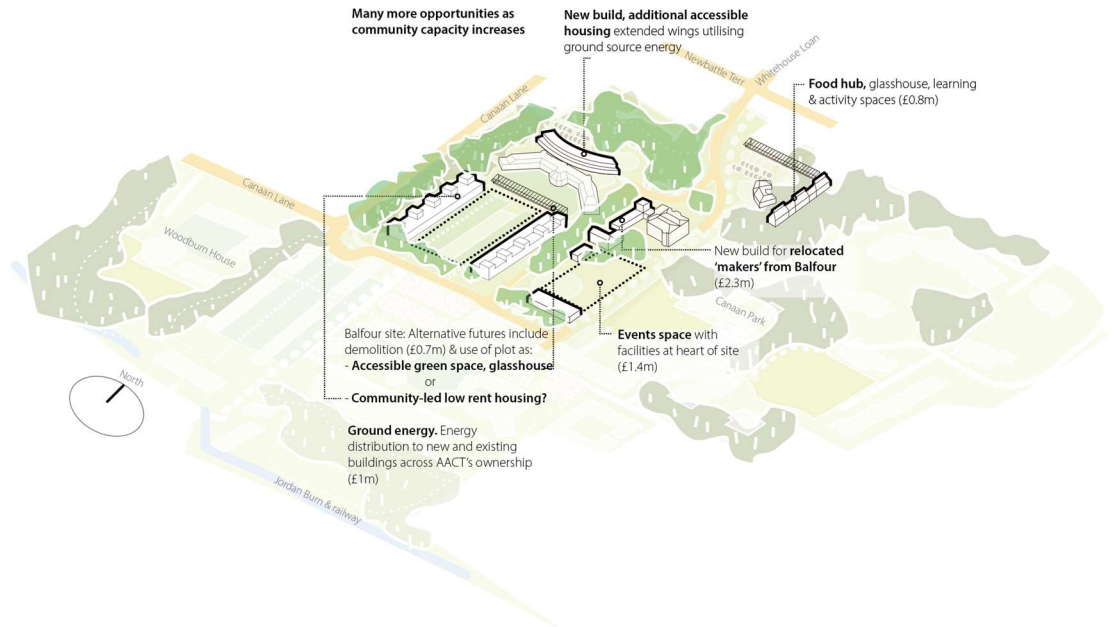 Many more opportunities as
community capacity increases
New build, additional accessible
housing extended wings utilising
ground source energy
Newbattle Terr
Whitehouse Loan
Food hub, glasshouse, learning
& activity spaces (£0.8m)
Canaan Lane
Canaan Lane
Woodburn House
New build for relocated
‘makers’ from Balfour
(£2.3m)
Canaan Park
Events space with
facilities at heart of site
(£1.4m)
Balfour site: Alternative futures include
demolition (£0.7m) & use of plot as:
- Accessible green space, glasshouse
or
- Community-led low rent housing?
North
Ground energy. Energy
distribution to new and existing
buildings across AACT’s ownership
(£1m)
Jordan Burn & railway